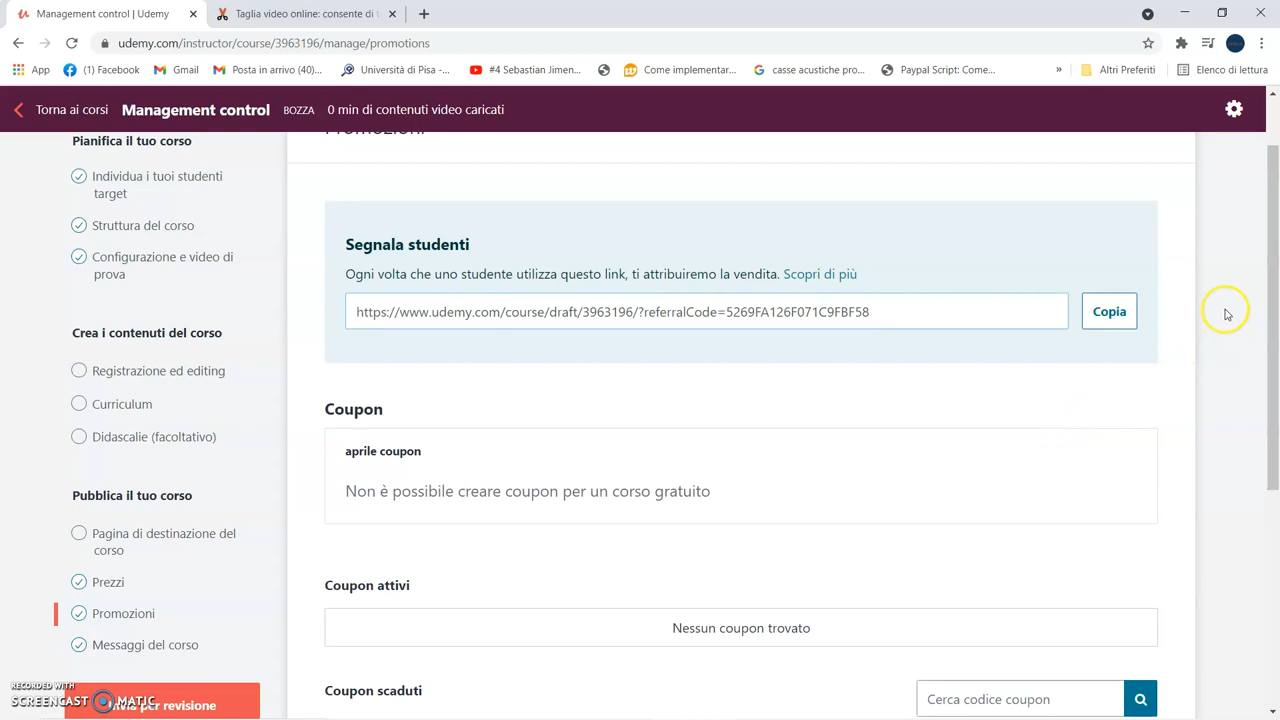 Management control | Udemy
Taglia video online: consente di t
udemy.com/instructor/course/3963196/manage/promotions
App
(1) Facebook
Gmail
Posta in arrivo (40)...
Università di Pisa -...
#4 Sebastian Jimen...
Come implementar...
casse acustiche pro...
Paypal Script: Come...
»
Altri Preferiti
Elenco di lettura
Torna ai corsi
Management control
BOZZA
0 min di contenuti video caricati
Pianifica il tuo corso
Individua i tuoi studenti
target
Struttura del corso
Configurazione e video di
prova
Crea i contenuti del corso
Registrazione ed editing
Curriculum
Didascalie (facoltativo)
Pubblica il tuo corso
Pagina di destinazione del
corso
Prezzi
Promozioni
Messaggi del corso
Invia per revisione
RECORDED WITH
SCREENCAST MATIC
Promozioni
Segnala studenti
Ogni volta che uno studente utilizza questo link, ti attribuiremo la vendita. Scopri di più
https://www.udemy.com/course/draft/3963196/?referralCode=5269FA126F071C9FBF58
Copia
Coupon
aprile coupon
Non è possibile creare coupon per un corso gratuito
Coupon attivi
Nessun coupon trovato
Coupon scaduti
Cerca codice coupon